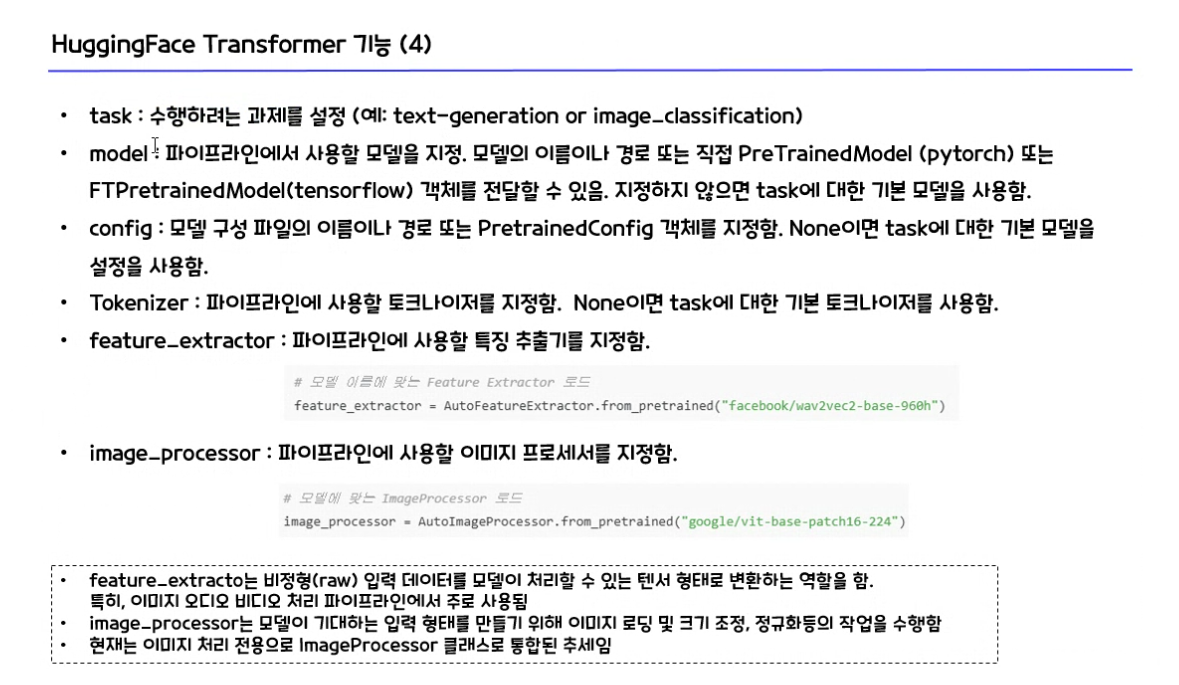 HuggingFace Transformer 기능 (4)
• task : 수행하려는 과제를 설정 (예: text-generation or image_classification)
• model : 파이프라인에서 사용할 모델을 지정. 모델의 이름이나 경로 또는 직접 PreTrainedModel (pytorch) 또는
FTPretrainedModel(tensorflow) 객체를 전달할 수 있음. 지정하지 않으면 task에 대한 기본 모델을 사용함.
• config : 모델 구성 파일의 이름이나 경로 또는 PretrainedConfig 객체를 지정함. None이면 task에 대한 기본 모델을
설정을 사용함.
• Tokenizer : 파이프라인에 사용할 토크나이저를 지정함. None이면 task에 대한 기본 토크나이저를 사용함.
• feature_extractor : 파이프라인에 사용할 특징 추출기를 지정함.
# 모델 이름에 맞는 Feature Extractor 로드
feature_extractor = AutoFeatureExtractor.from_pretrained("facebook/wav2vec2-base-960h")
• image_processor : 파이프라인에 사용할 이미지 프로세서를 지정함.
# 모델에 맞는 ImageProcessor 로드
image_processor = AutoImageProcessor.from_pretrained("google/vit-base-patch16-224")
• feature_extracto는 비정형(raw) 입력 데이터를 모델이 처리할 수 있는 텐서 형태로 변환하는 역할을 함.
특히, 이미지 오디오 비디오 처리 파이프라인에서 주로 사용됨
• image_processor는 모델이 기대하는 입력 형태를 만들기 위해 이미지 로딩 및 크기 조정, 정규화등의 작업을 수행함
• 현재는 이미지 처리 전용으로 ImageProcessor 클래스로 통합된 추세임